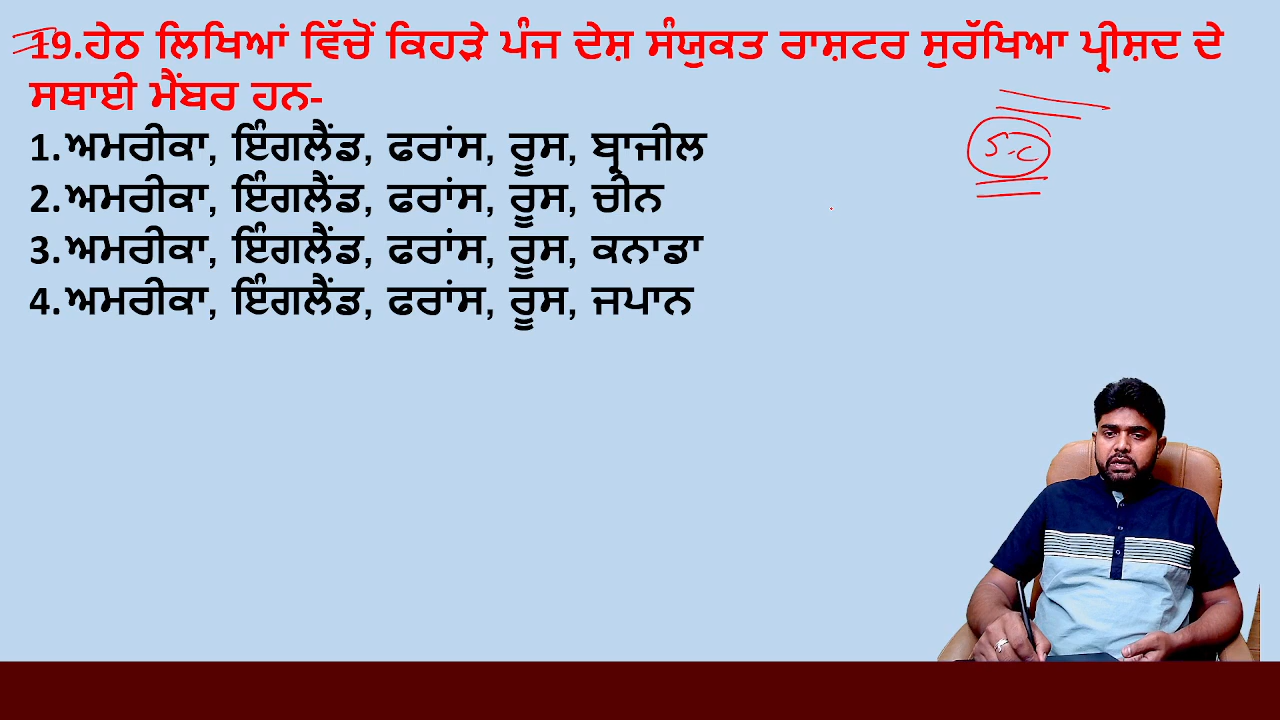 19.ਹੇਠ ਲਿਖਿਆਂ ਵਿੱਚੋਂ ਕਿਹੜੇ ਪੰਜ ਦੇਸ਼ ਸੰਯੁਕਤ ਰਾਸ਼ਟਰ ਸੁਰੱਖਿਆ ਪ੍ਰੀਸ਼ਦ ਦੇ
ਸਥਾਈ ਮੈਂਬਰ ਹਨ-
1.ਅਮਰੀਕਾ, ਇੰਗਲੈਂਡ, ਫਰਾਂਸ, ਰੂਸ, ਬ੍ਰਾਜੀਲ
2.ਅਮਰੀਕਾ, ਇੰਗਲੈਂਡ, ਫਰਾਂਸ, ਰੂਸ, ਚੀਨ
3.ਅਮਰੀਕਾ, ਇੰਗਲੈਂਡ, ਫਰਾਂਸ, ਰੂਸ, ਕਨਾਡਾ
4.ਅਮਰੀਕਾ, ਇੰਗਲੈਂਡ, ਫਰਾਂਸ, ਰੂਸ, ਜਪਾਨ
S.C